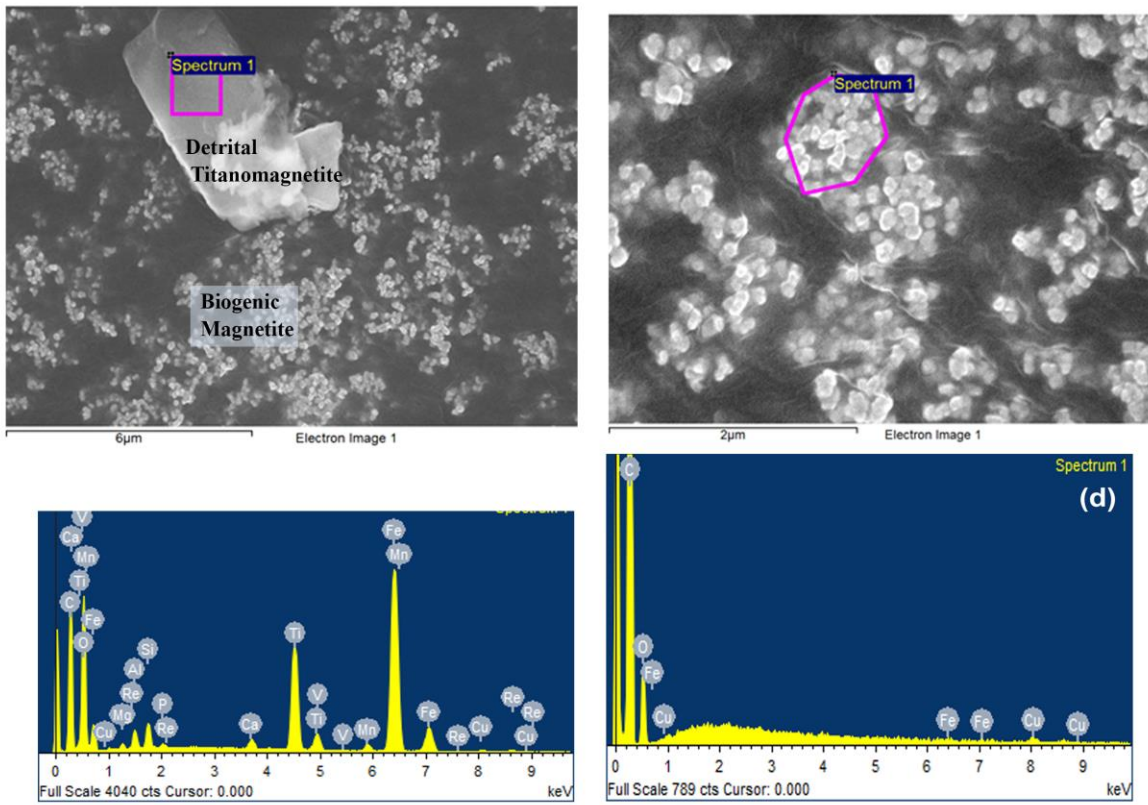 Spectrum 1
Detrital
Titanomagnetite
Biogenic
Magnetite
6µm
Electron Image 1
Spectrum 1
2µm
Electron Image 1
V
Ca
Mn
Ti
C
Fe
O
Cu
Mg
Re
Al
Si
P
Re
Ca
Ti
V
Ti
V
Mn
Fe
Mn
Fe
Re
Cu
Re
Re
Cu
0 1 2 3 4 5 6 7 8 9
Full Scale 4040 cts Cursor: 0.000 keV
Spectrum 1
(d)
C
O
Fe
Cu
Fe
Fe
Cu
Cu
0 1 2 3 4 5 6 7 8 9
Full Scale 789 cts Cursor: 0.000 keV